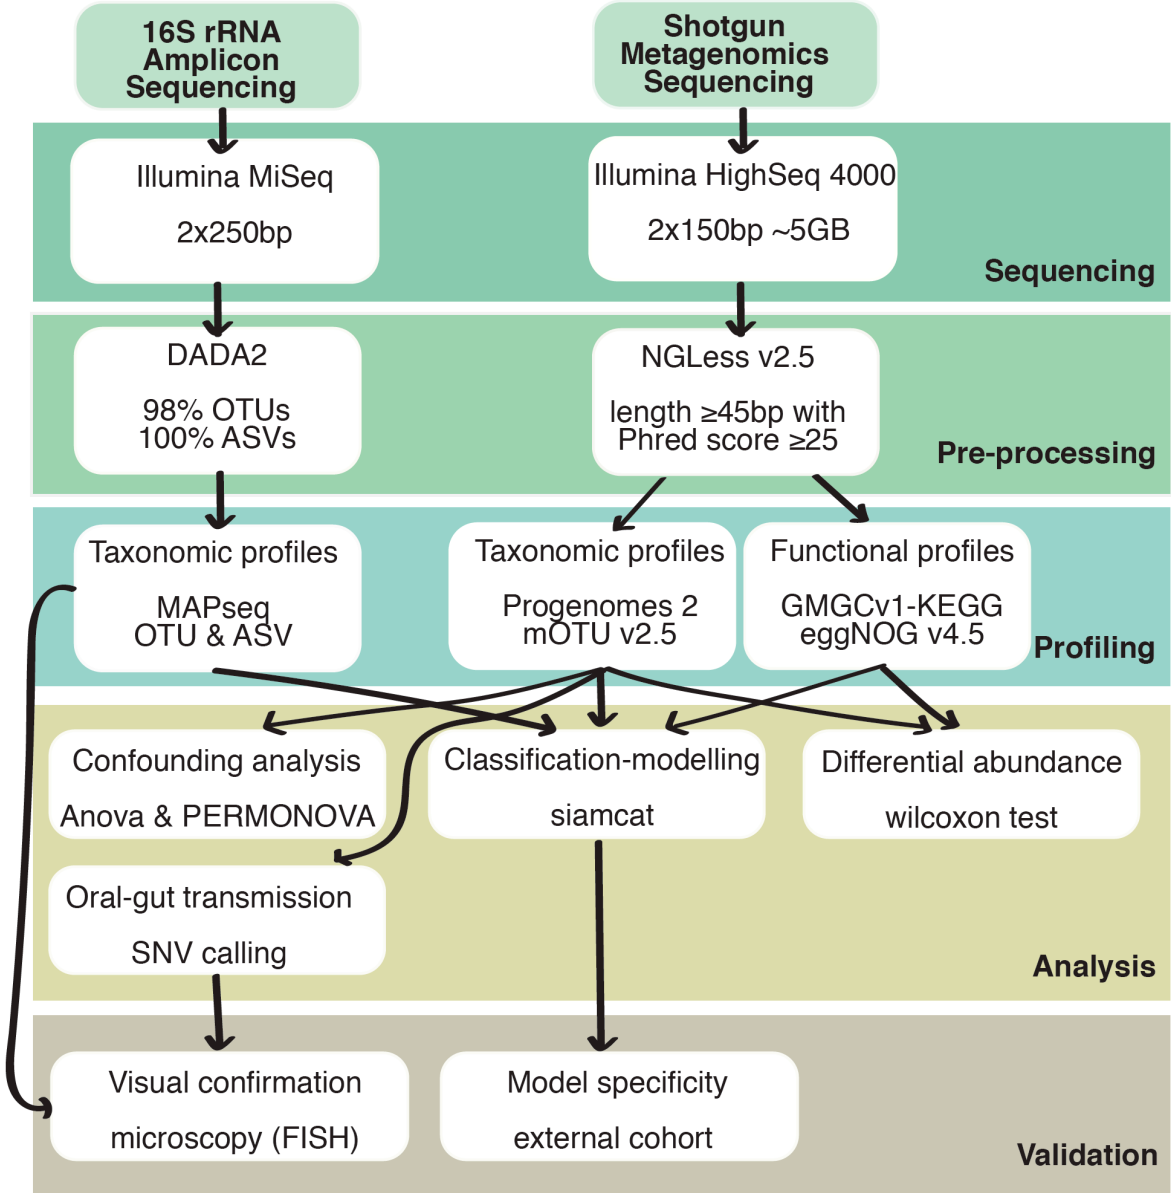 16S rRNA
Amplicon
Sequencing
Shotgun
Metagenomics
Sequencing
Illumina MiSeq
2x250bp
Illumina HighSeq 4000
2x150bp ~5GB
Sequencing
DADA2
98% OTUs
100% ASVs
NGLess v2.5
length ≥45bp with
Phred score ≥25
Pre-processing
Taxonomic profiles
MAPseq
OTU & ASV
Taxonomic profiles
Progenomes 2
mOTU v2.5
Functional profiles
GMGCv1-KEGG
eggNOG v4.5
Profiling
Confounding analysis
Anova & PERMONOVA
Classification-modelling
siamcat
Differential abundance
wilcoxon test
Oral-gut transmission
SNV calling
Analysis
Visual confirmation
microscopy (FISH)
Model specificity
external cohort
Validation